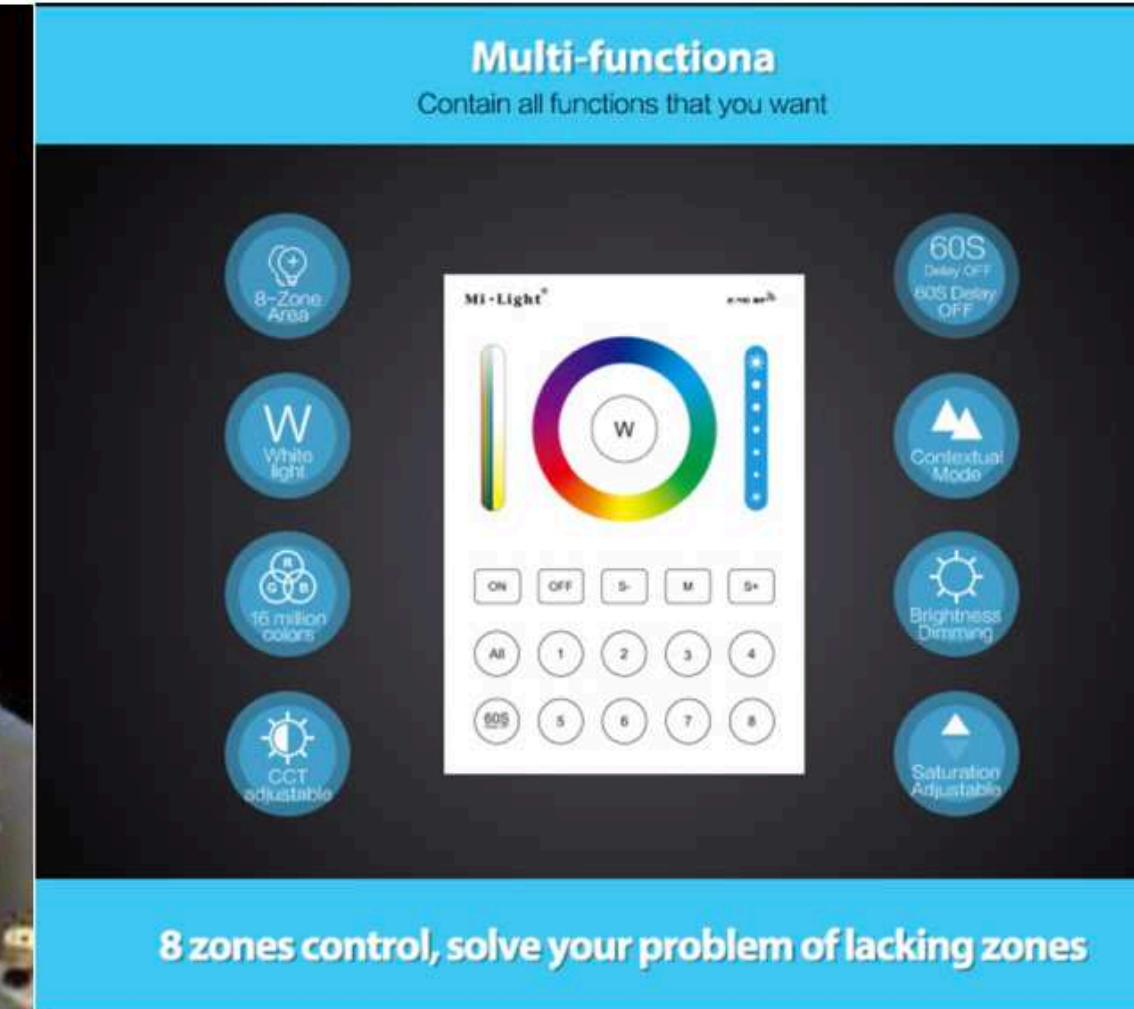 Multi-functiona
Contain all functions that you want
8-Zone
Area
W
White
light
R
G B
16 million
colors
CCT
adjustable
Mi·Light®
W
ON OFF S- M S+
All 1 2 3 4
60S 5 6 7 8
60S
Delay OFF
60S Delay
OFF
Contextual
Mode
Brightness
Dimming
Saturation
Adjustable
8 zones control, solve your problem of lacking zones